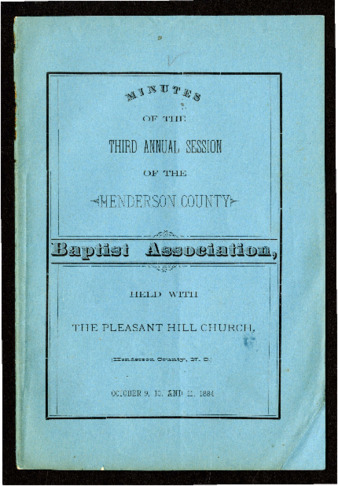 MINUTES
OF THE
THIRD ANNUAL SESSION
OF THE
HENDERSON COUNTY
Baptist Association,
HELD WITH
THE PLEASANT HILL CHURCH,
(Henderson County, N. C.)
OCTOBER 9, 10, AND 11, 1884